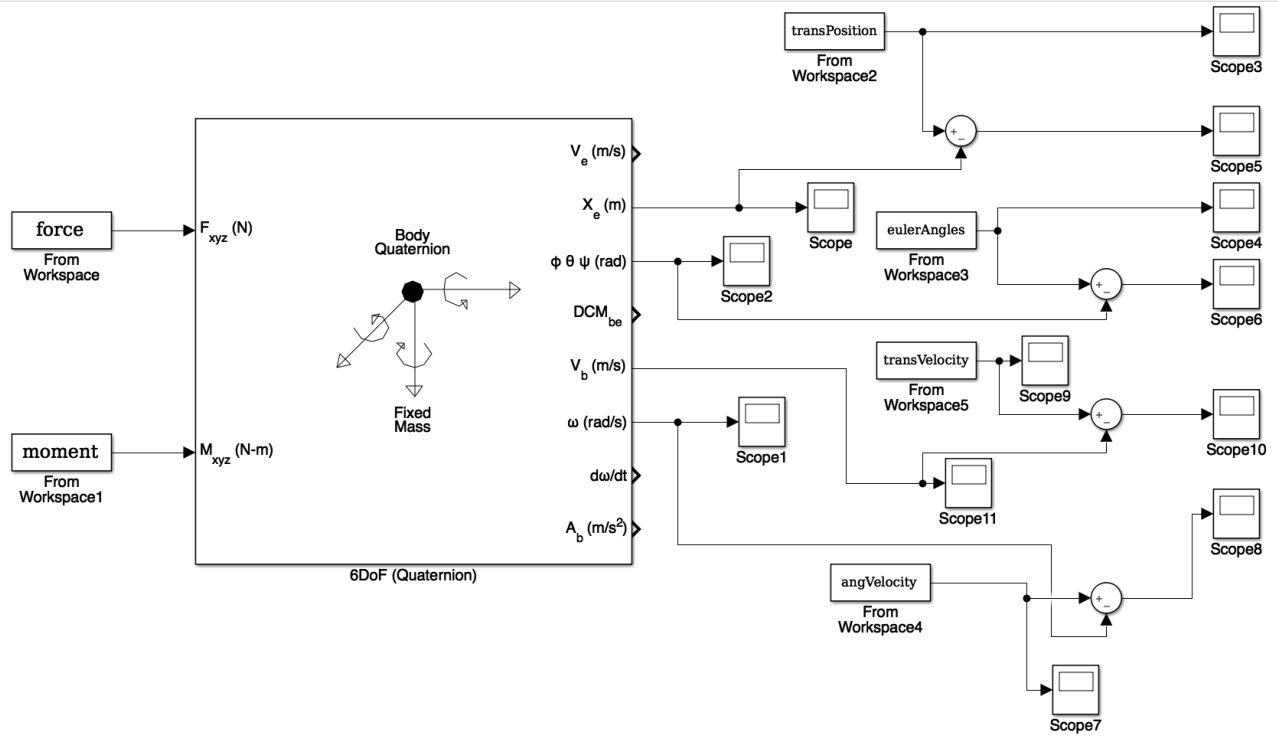 transPosition
From
Workspace2
Scope3
+
−
Scope5
V_e (m/s)
X_e (m)
Scope
force
From
Workspace
F_xyz (N)
Body
Quaternion
Fixed
Mass
ϕ θ ψ (rad)
Scope2
eulerAngles
From
Workspace3
Scope4
+
−
Scope6
DCM_be
V_b (m/s)
transVelocity
From
Workspace5
Scope9
+
−
Scope10
ω (rad/s)
Scope1
moment
From
Workspace1
M_xyz (N-m)
dω/dt
Scope11
A_b (m/s²)
6DoF (Quaternion)
angVelocity
From
Workspace4
+
−
Scope8
Scope7